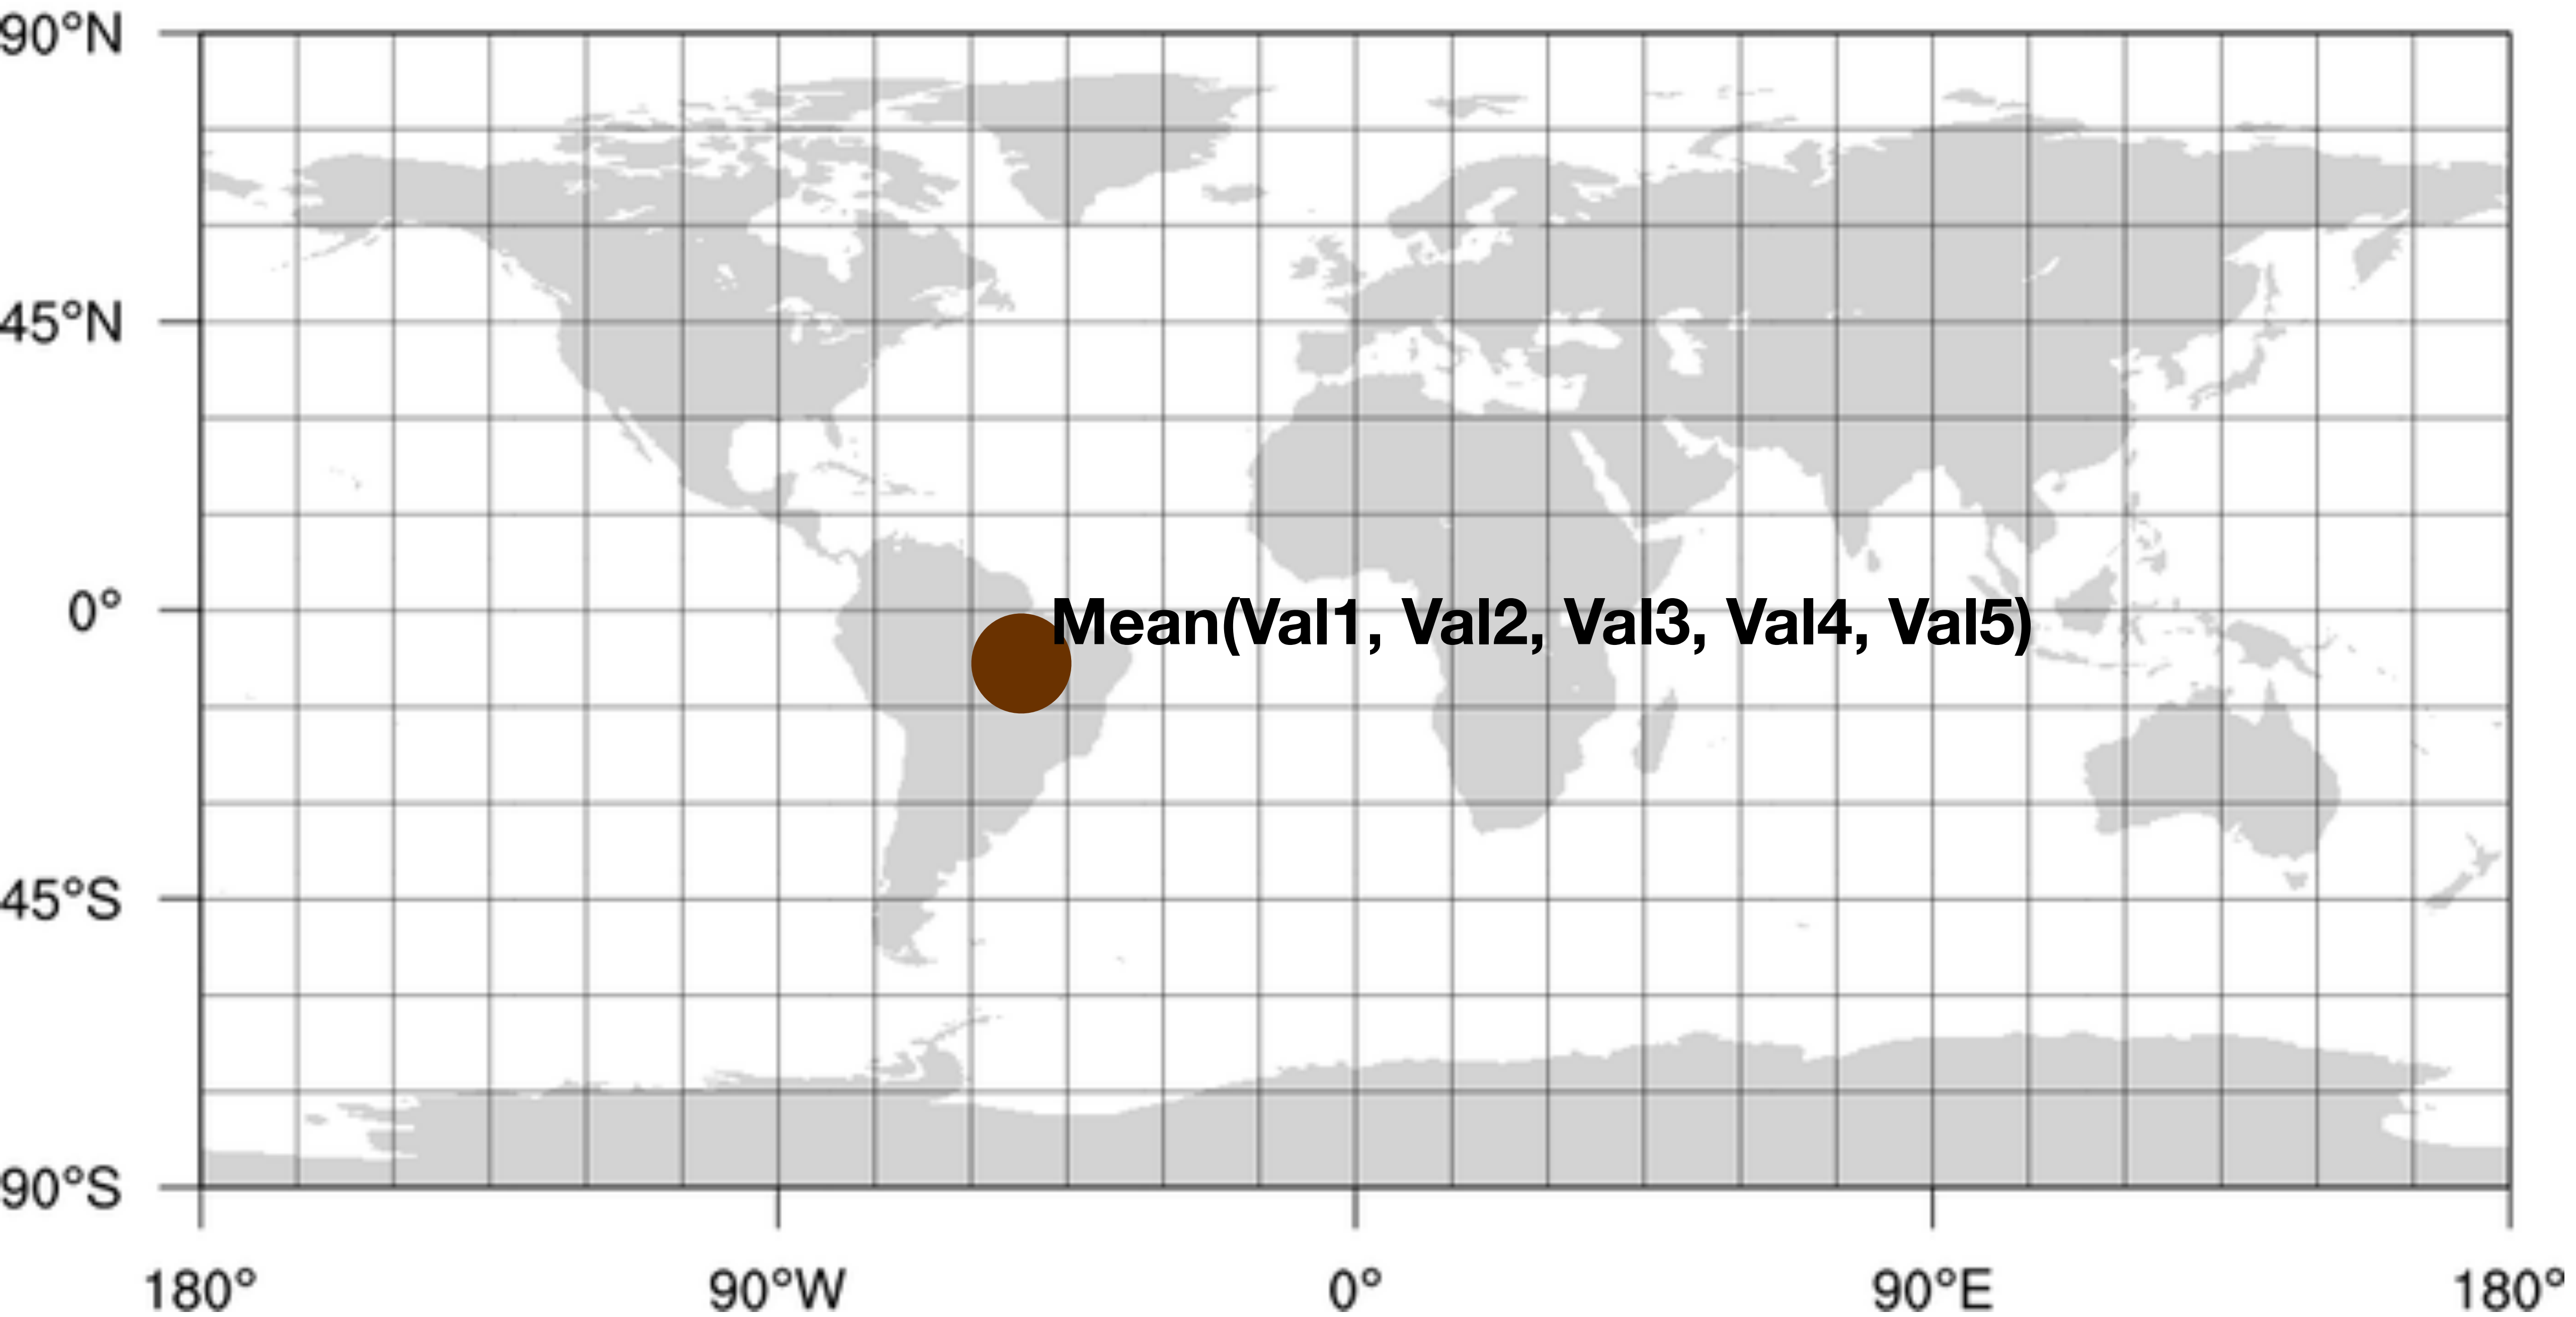 90°N
45°N
0°
Mean(Val1, Val2, Val3, Val4, Val5)
45°S
90°S
180° 90°W 0° 90°E 180°